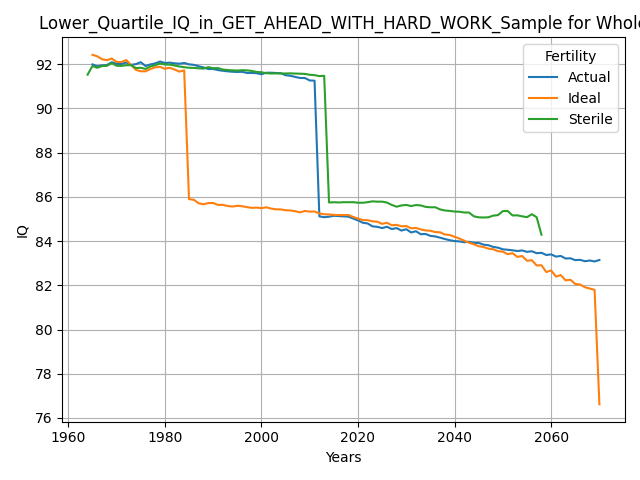 Lower_Quartile_IQ_in_GET_AHEAD_WITH_HARD_WORK_Sample for Whole
Fertility
Actual
Ideal
Sterile
IQ
92
90
88
86
84
82
80
78
76
1960
1980
2000
2020
2040
2060
Years